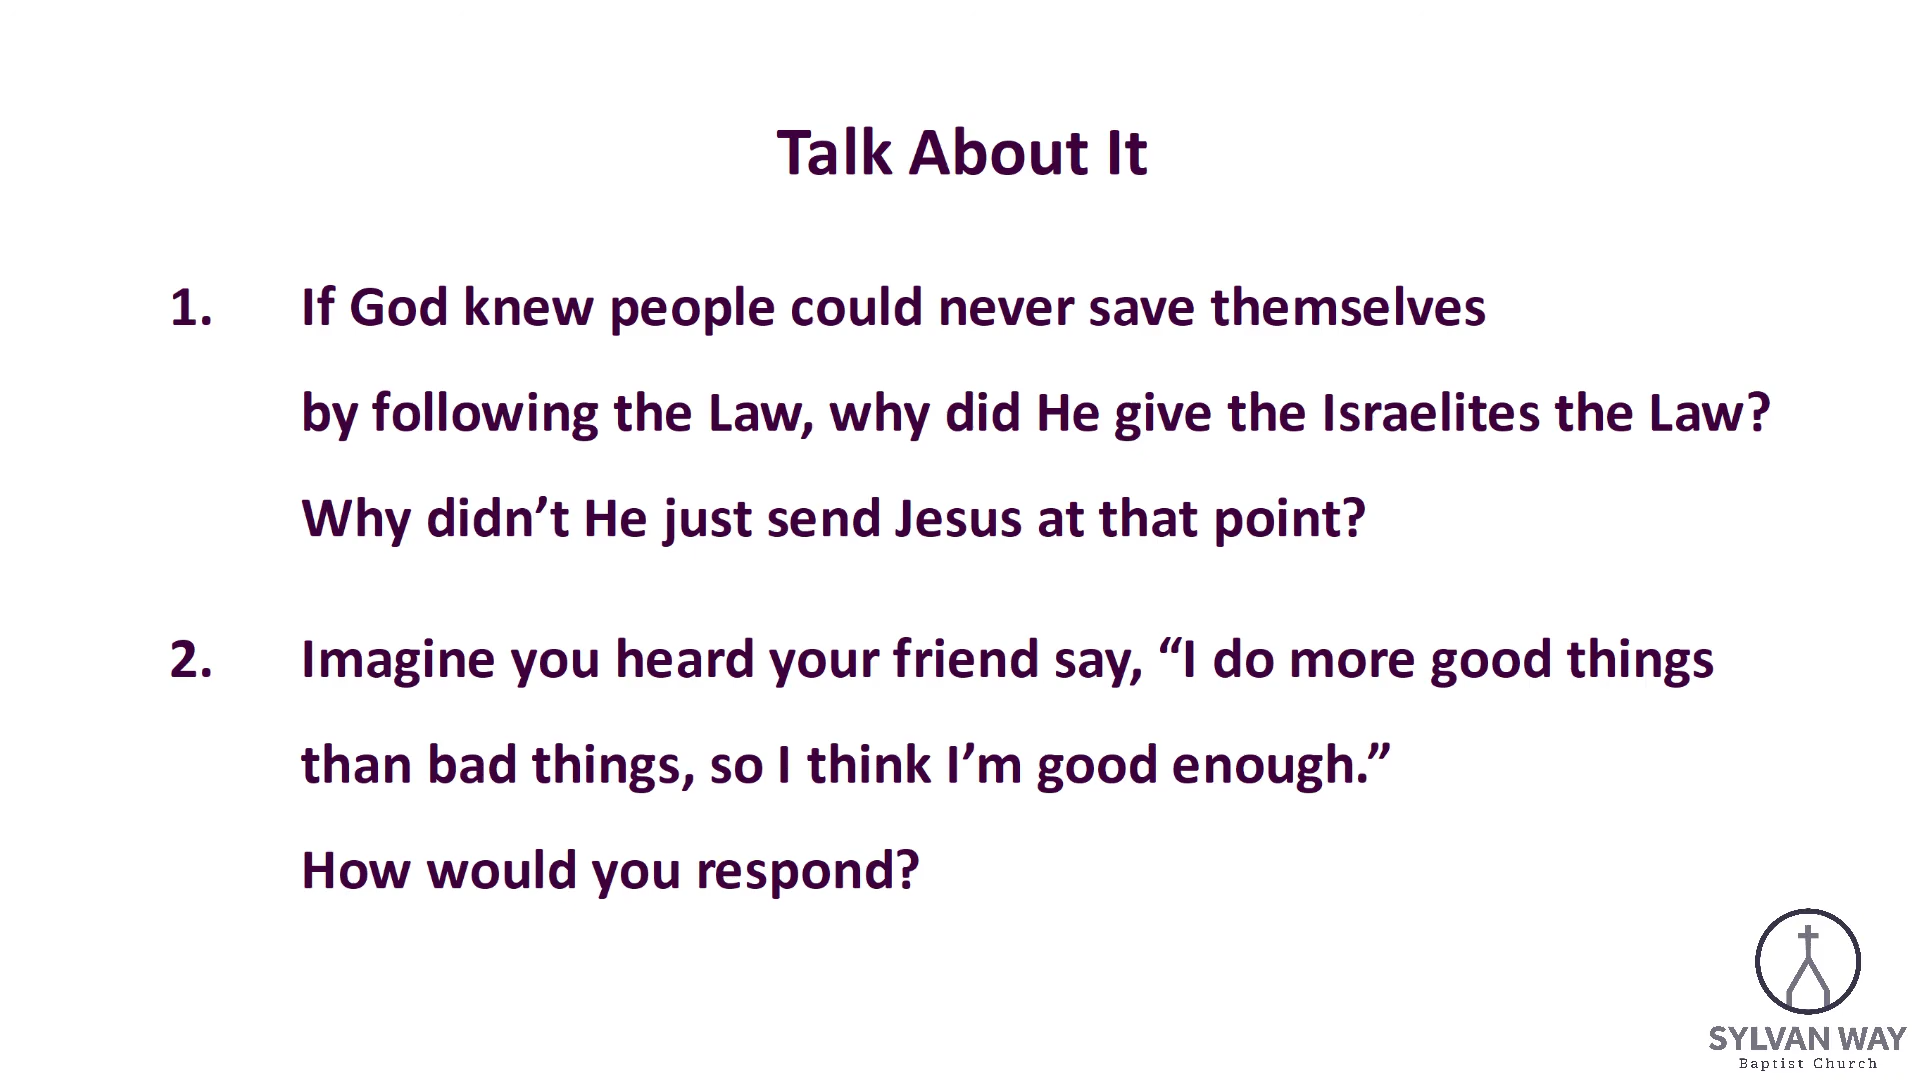 Talk About It
1. If God knew people could never save themselves
by following the Law, why did He give the Israelites the Law?
Why didn’t He just send Jesus at that point?
2. Imagine you heard your friend say, “I do more good things
than bad things, so I think I’m good enough.”
How would you respond?
SYLVAN WAY
Baptist Church